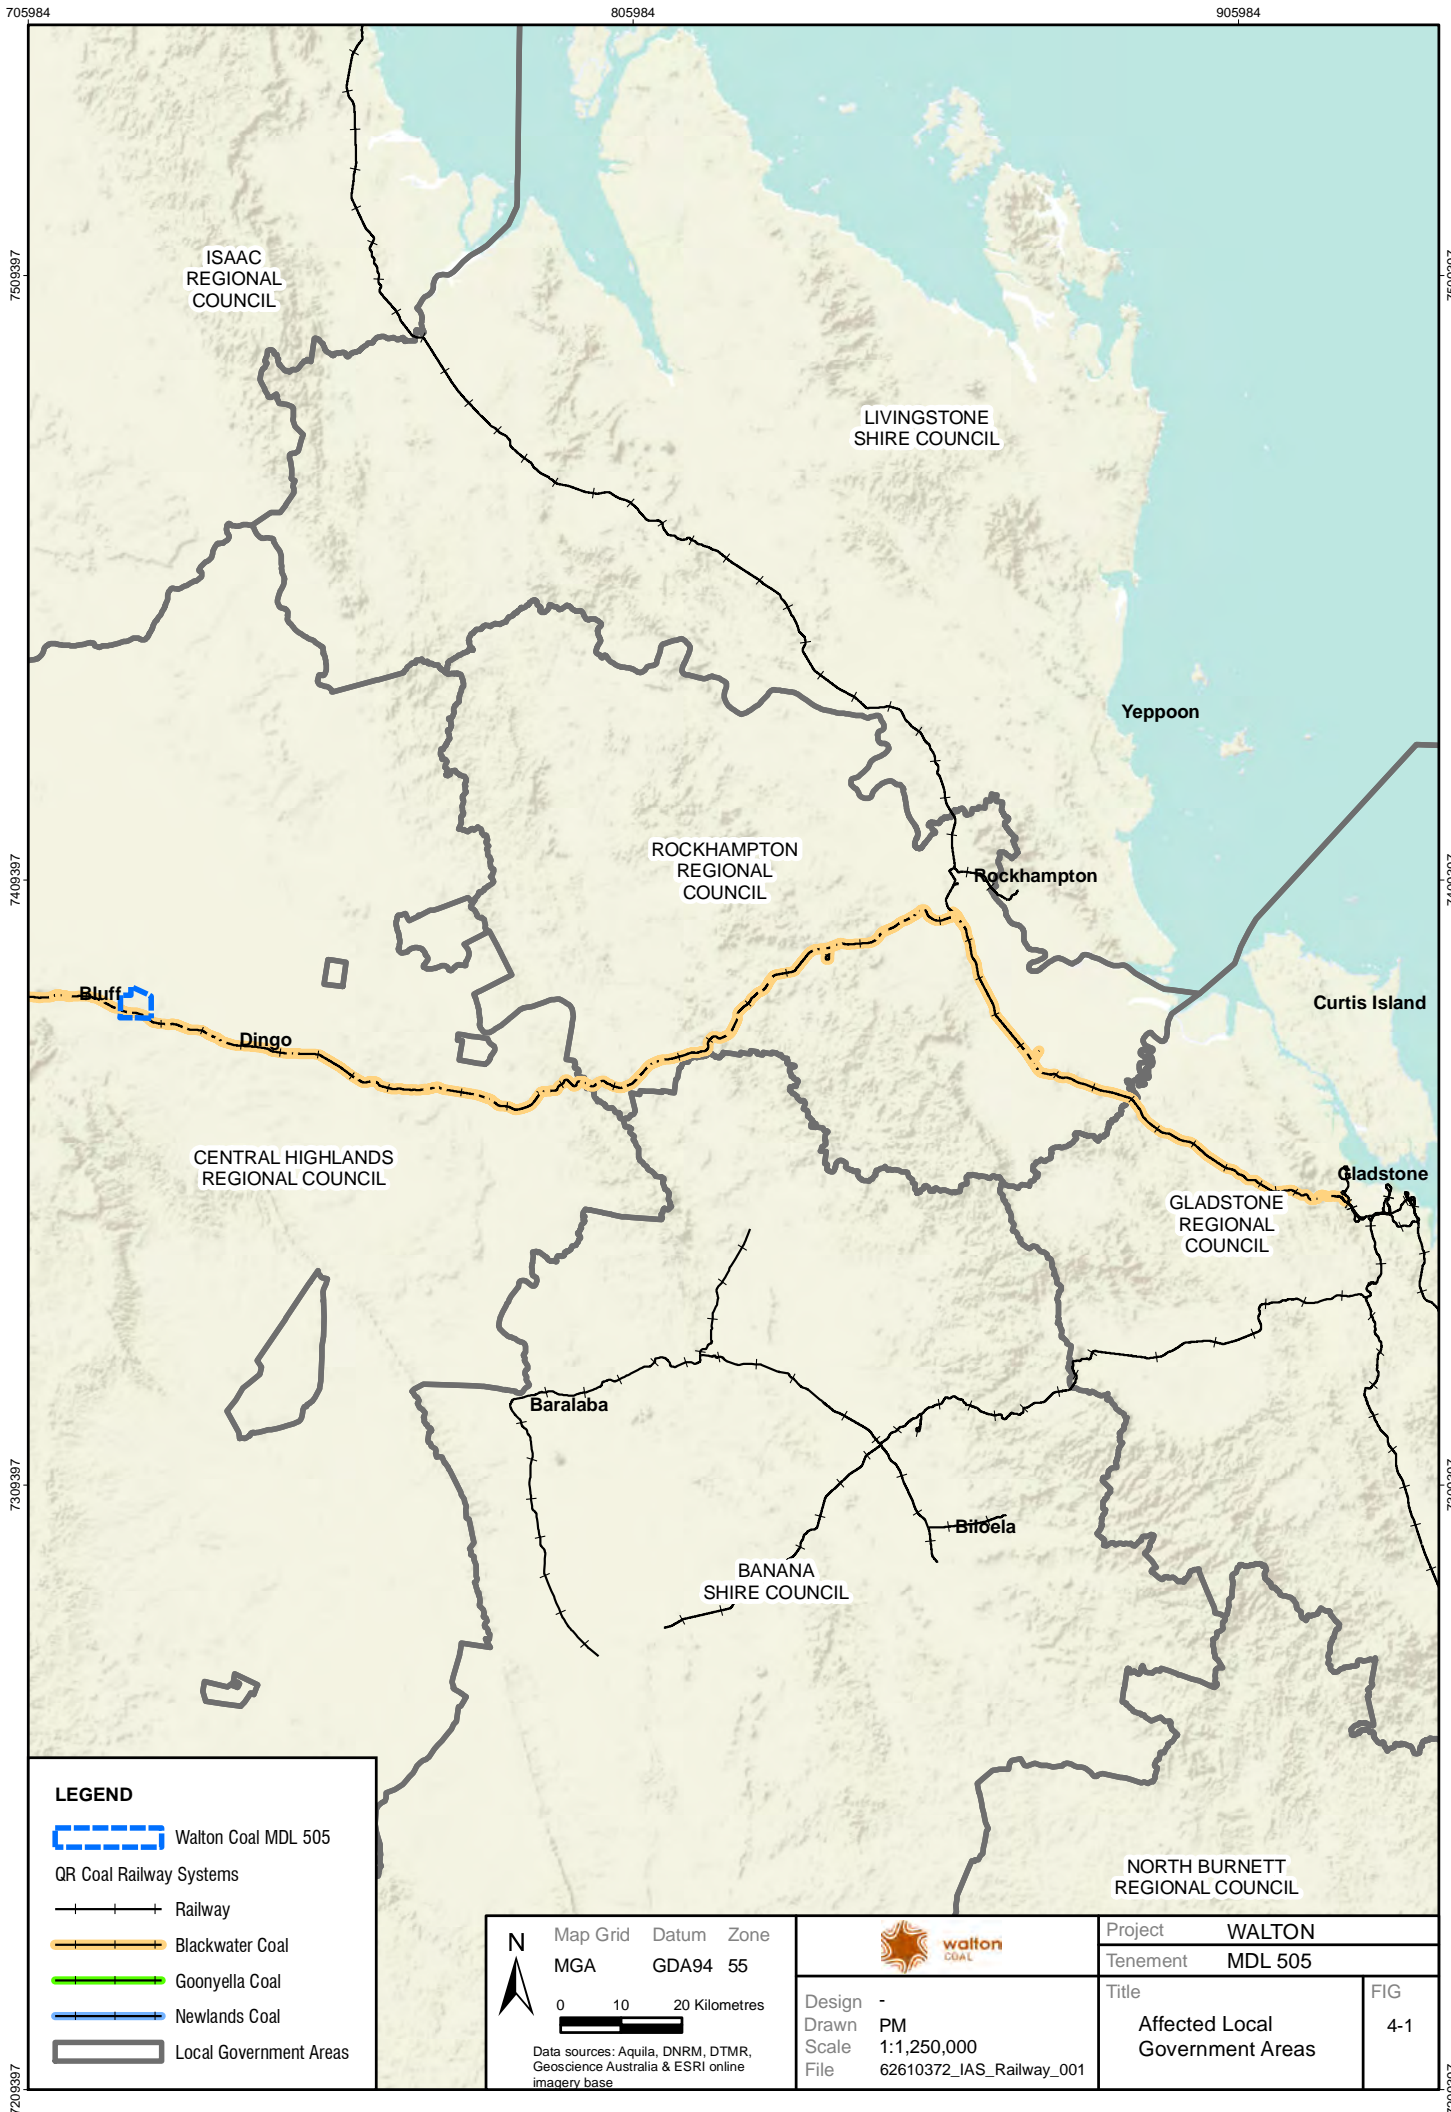 705984
805984
905984
7509397
7409397
7309397
7209397
ISAAC
REGIONAL
COUNCIL
LIVINGSTONE
SHIRE COUNCIL
Yeppoon
ROCKHAMPTON
REGIONAL
COUNCIL
Rockhampton
Bluff
Dingo
Curtis Island
CENTRAL HIGHLANDS
REGIONAL COUNCIL
Gladstone
GLADSTONE
REGIONAL
COUNCIL
Baralaba
Biloela
BANANA
SHIRE COUNCIL
NORTH BURNETT
REGIONAL COUNCIL
LEGEND
Walton Coal MDL 505
QR Coal Railway Systems
Railway
Blackwater Coal
Goonyella Coal
Newlands Coal
Local Government Areas
N
Map Grid Datum Zone
MGA GDA94 55
0 10 20 Kilometres
Data sources: Aquila, DNRM, DTMR,
Geoscience Australia & ESRI online
imagery base
walton
COAL
Design -
Drawn PM
Scale 1:1,250,000
File 62610372_IAS_Railway_001
Project WALTON
Tenement MDL 505
Title
Affected Local
Government Areas
FIG
4-1